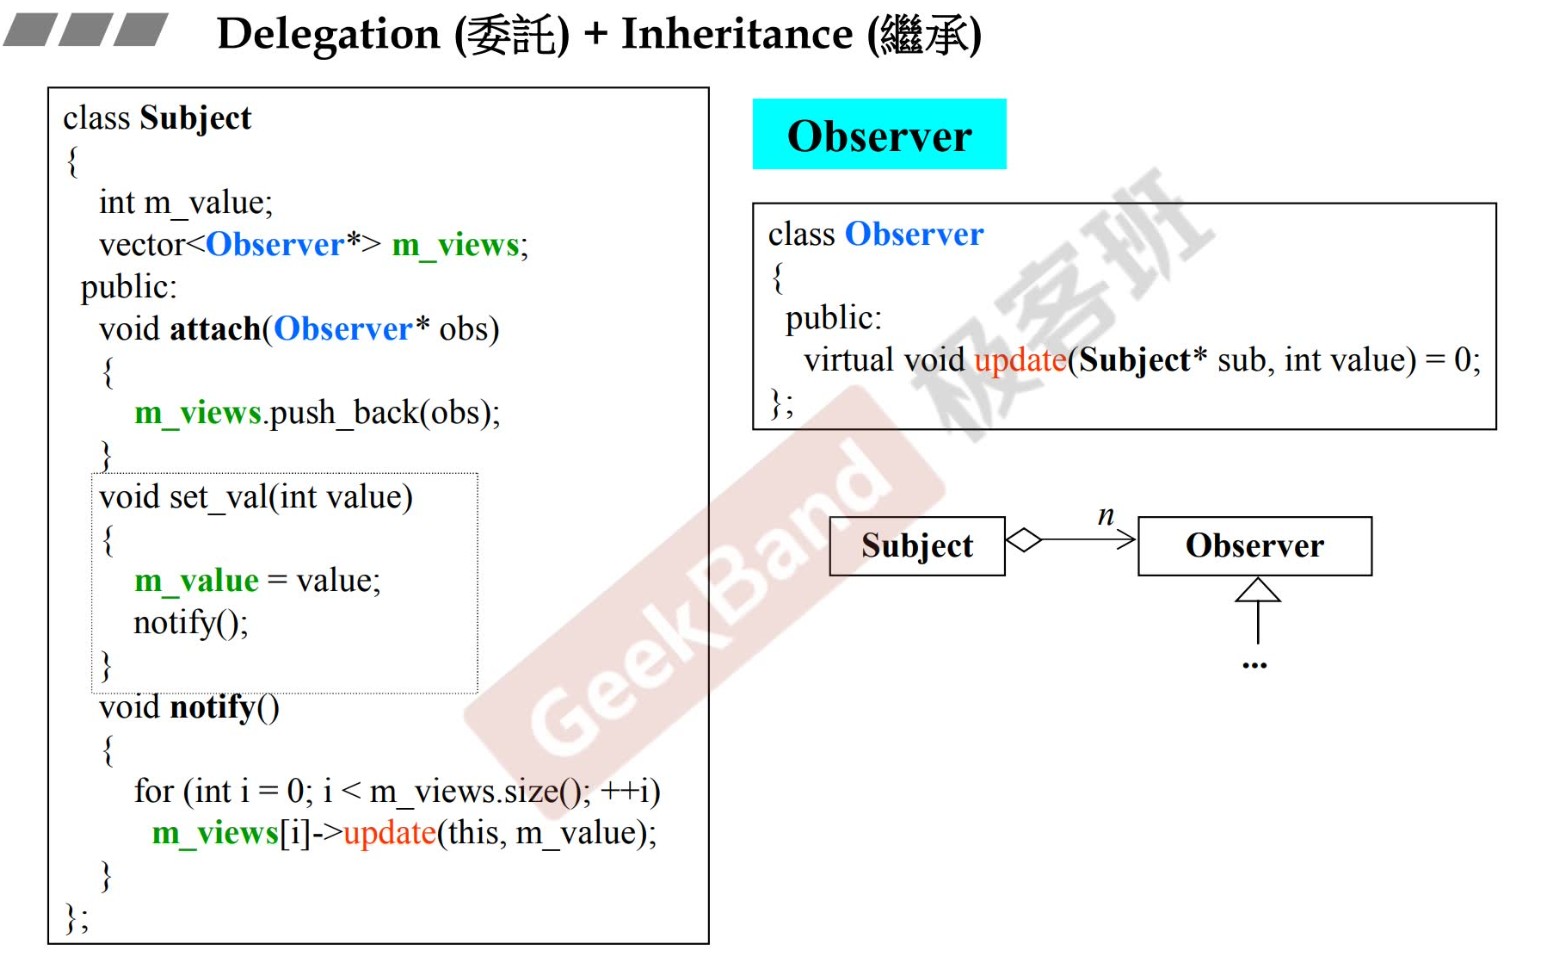 Delegation (委託) + Inheritance (繼承)
class Subject
{
int m_value;
vector<Observer*> m_views;
public:
void attach(Observer* obs)
{
m_views.push_back(obs);
}
void set_val(int value)
{
m_value = value;
notify();
}
void notify()
{
for (int i = 0; i < m_views.size(); ++i)
m_views[i]->update(this, m_value);
}
};
Observer
class Observer
{
public:
virtual void update(Subject* sub, int value) = 0;
};
Subject
n
Observer
...
GeekBand 极客班